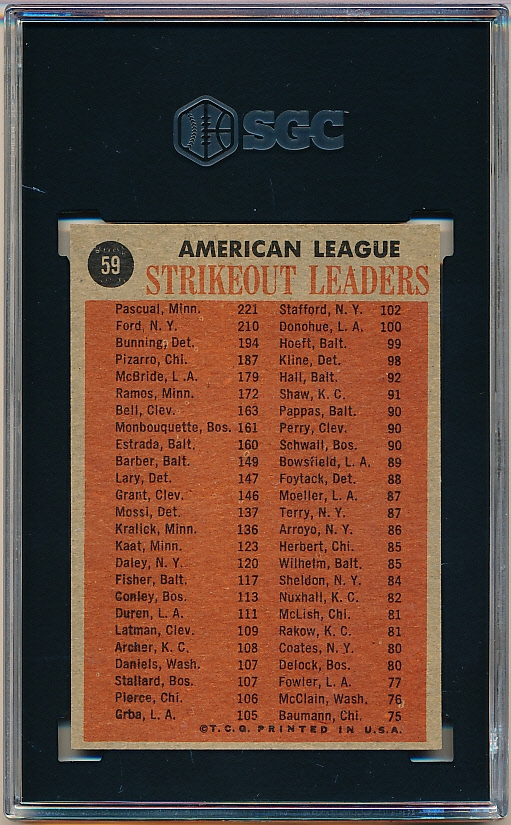 SGC
59
AMERICAN LEAGUE
STRIKEOUT LEADERS
Pascual, Minn. 221
Ford, N. Y. 210
Bunning, Det. 194
Pizarro, Chi. 187
McBride, L .A. 179
Ramos, Minn. 172
Bell, Clev. 163
Monbouquette, Bos. 161
Estrada, Balt. 160
Barber, Balt. 149
Lary, Det. 147
Grant, Clev. 146
Mossi, Det. 137
Kralick, Minn. 136
Kaat, Minn. 123
Daley, N. Y. 120
Fisher, Balt. 117
Conley, Bos. 113
Duren, L. A. 111
Latman, Clev. 109
Archer, K. C. 108
Daniels, Wash. 107
Stallard, Bos. 107
Pierce, Chi. 106
Grba, L. A. 105
Stafford, N. Y. 102
Donohue, L. A. 100
Hoeft, Balt. 99
Kline, Det. 98
Hall, Balt. 92
Shaw, K. C. 91
Pappas, Balt. 90
Perry, Clev. 90
Schwall, Bos. 90
Bowsfield, L. A. 89
Foytack, Det. 88
Moeller, L. A. 87
Terry, N. Y. 87
Arroyo, N. Y. 86
Herbert, Chi. 85
Wilhelm, Balt. 85
Sheldon, N. Y. 84
Nuxhall, K. C. 82
McLish, Chi. 81
Rakow, K. C. 81
Coates, N. Y. 80
Delock, Bos. 80
Fowler, L. A. 77
McClain, Wash. 76
Baumann, Chi. 75
©T.C.G. PRINTED IN U.S.A.